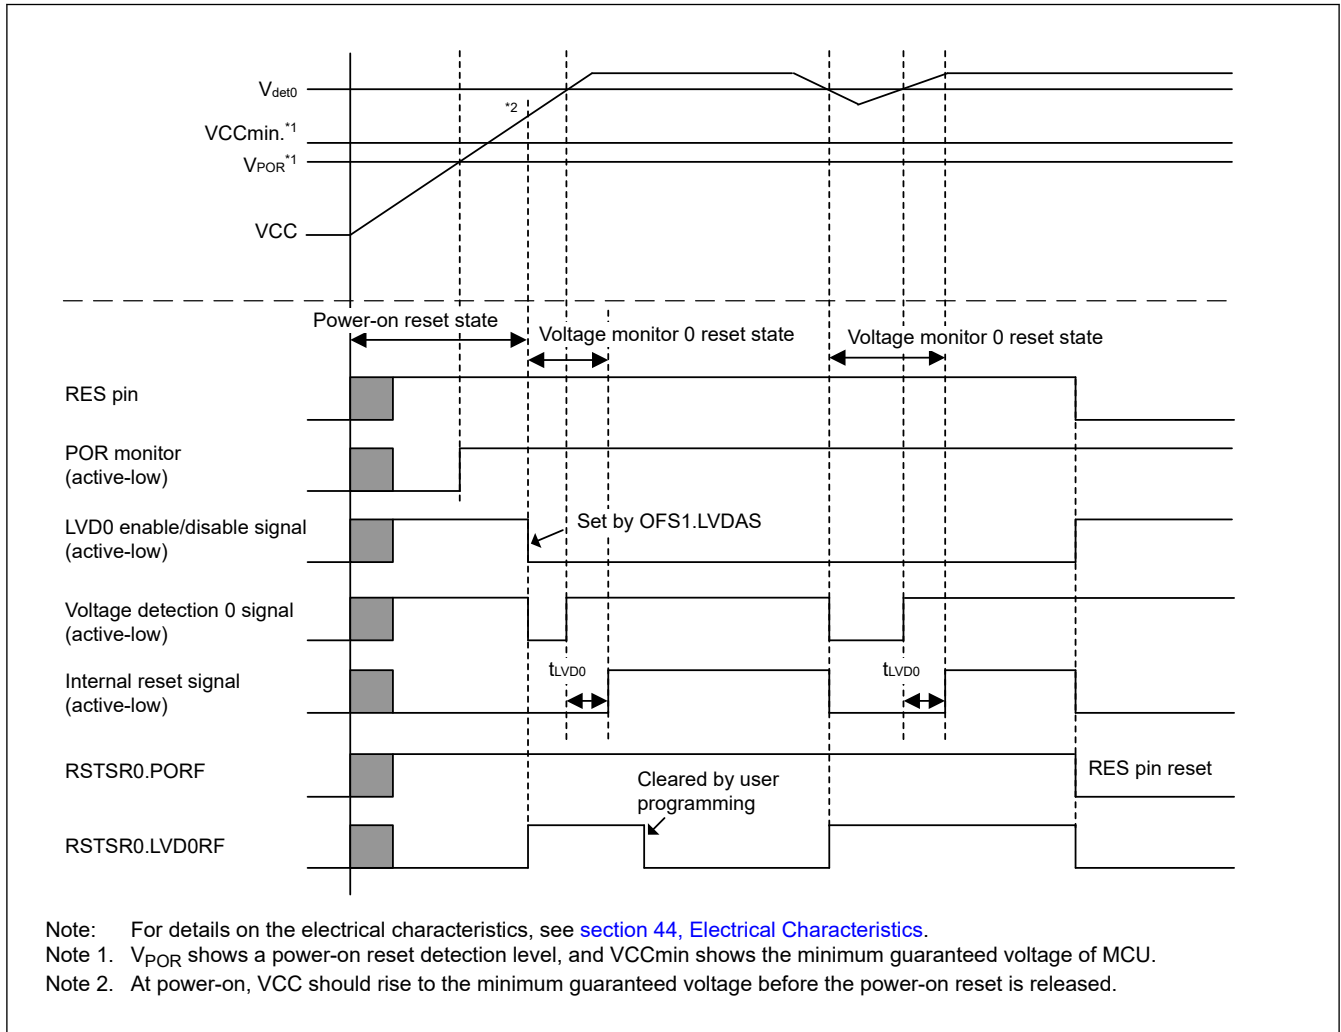 Vdet0
*2
VCCmin.*1
VPOR*1
VCC
Power-on reset state
Voltage monitor 0 reset state
Voltage monitor 0 reset state
RES pin
POR monitor
(active-low)
LVD0 enable/disable signal
(active-low)
Set by OFS1.LVDAS
Voltage detection 0 signal
(active-low)
tLVD0
tLVD0
Internal reset signal
(active-low)
RSTSR0.PORF
RES pin reset
Cleared by user
programming
RSTSR0.LVD0RF
Note: For details on the electrical characteristics, see section 44, Electrical Characteristics.
Note 1. VPOR shows a power-on reset detection level, and VCCmin shows the minimum guaranteed voltage of MCU.
Note 2. At power-on, VCC should rise to the minimum guaranteed voltage before the power-on reset is released.